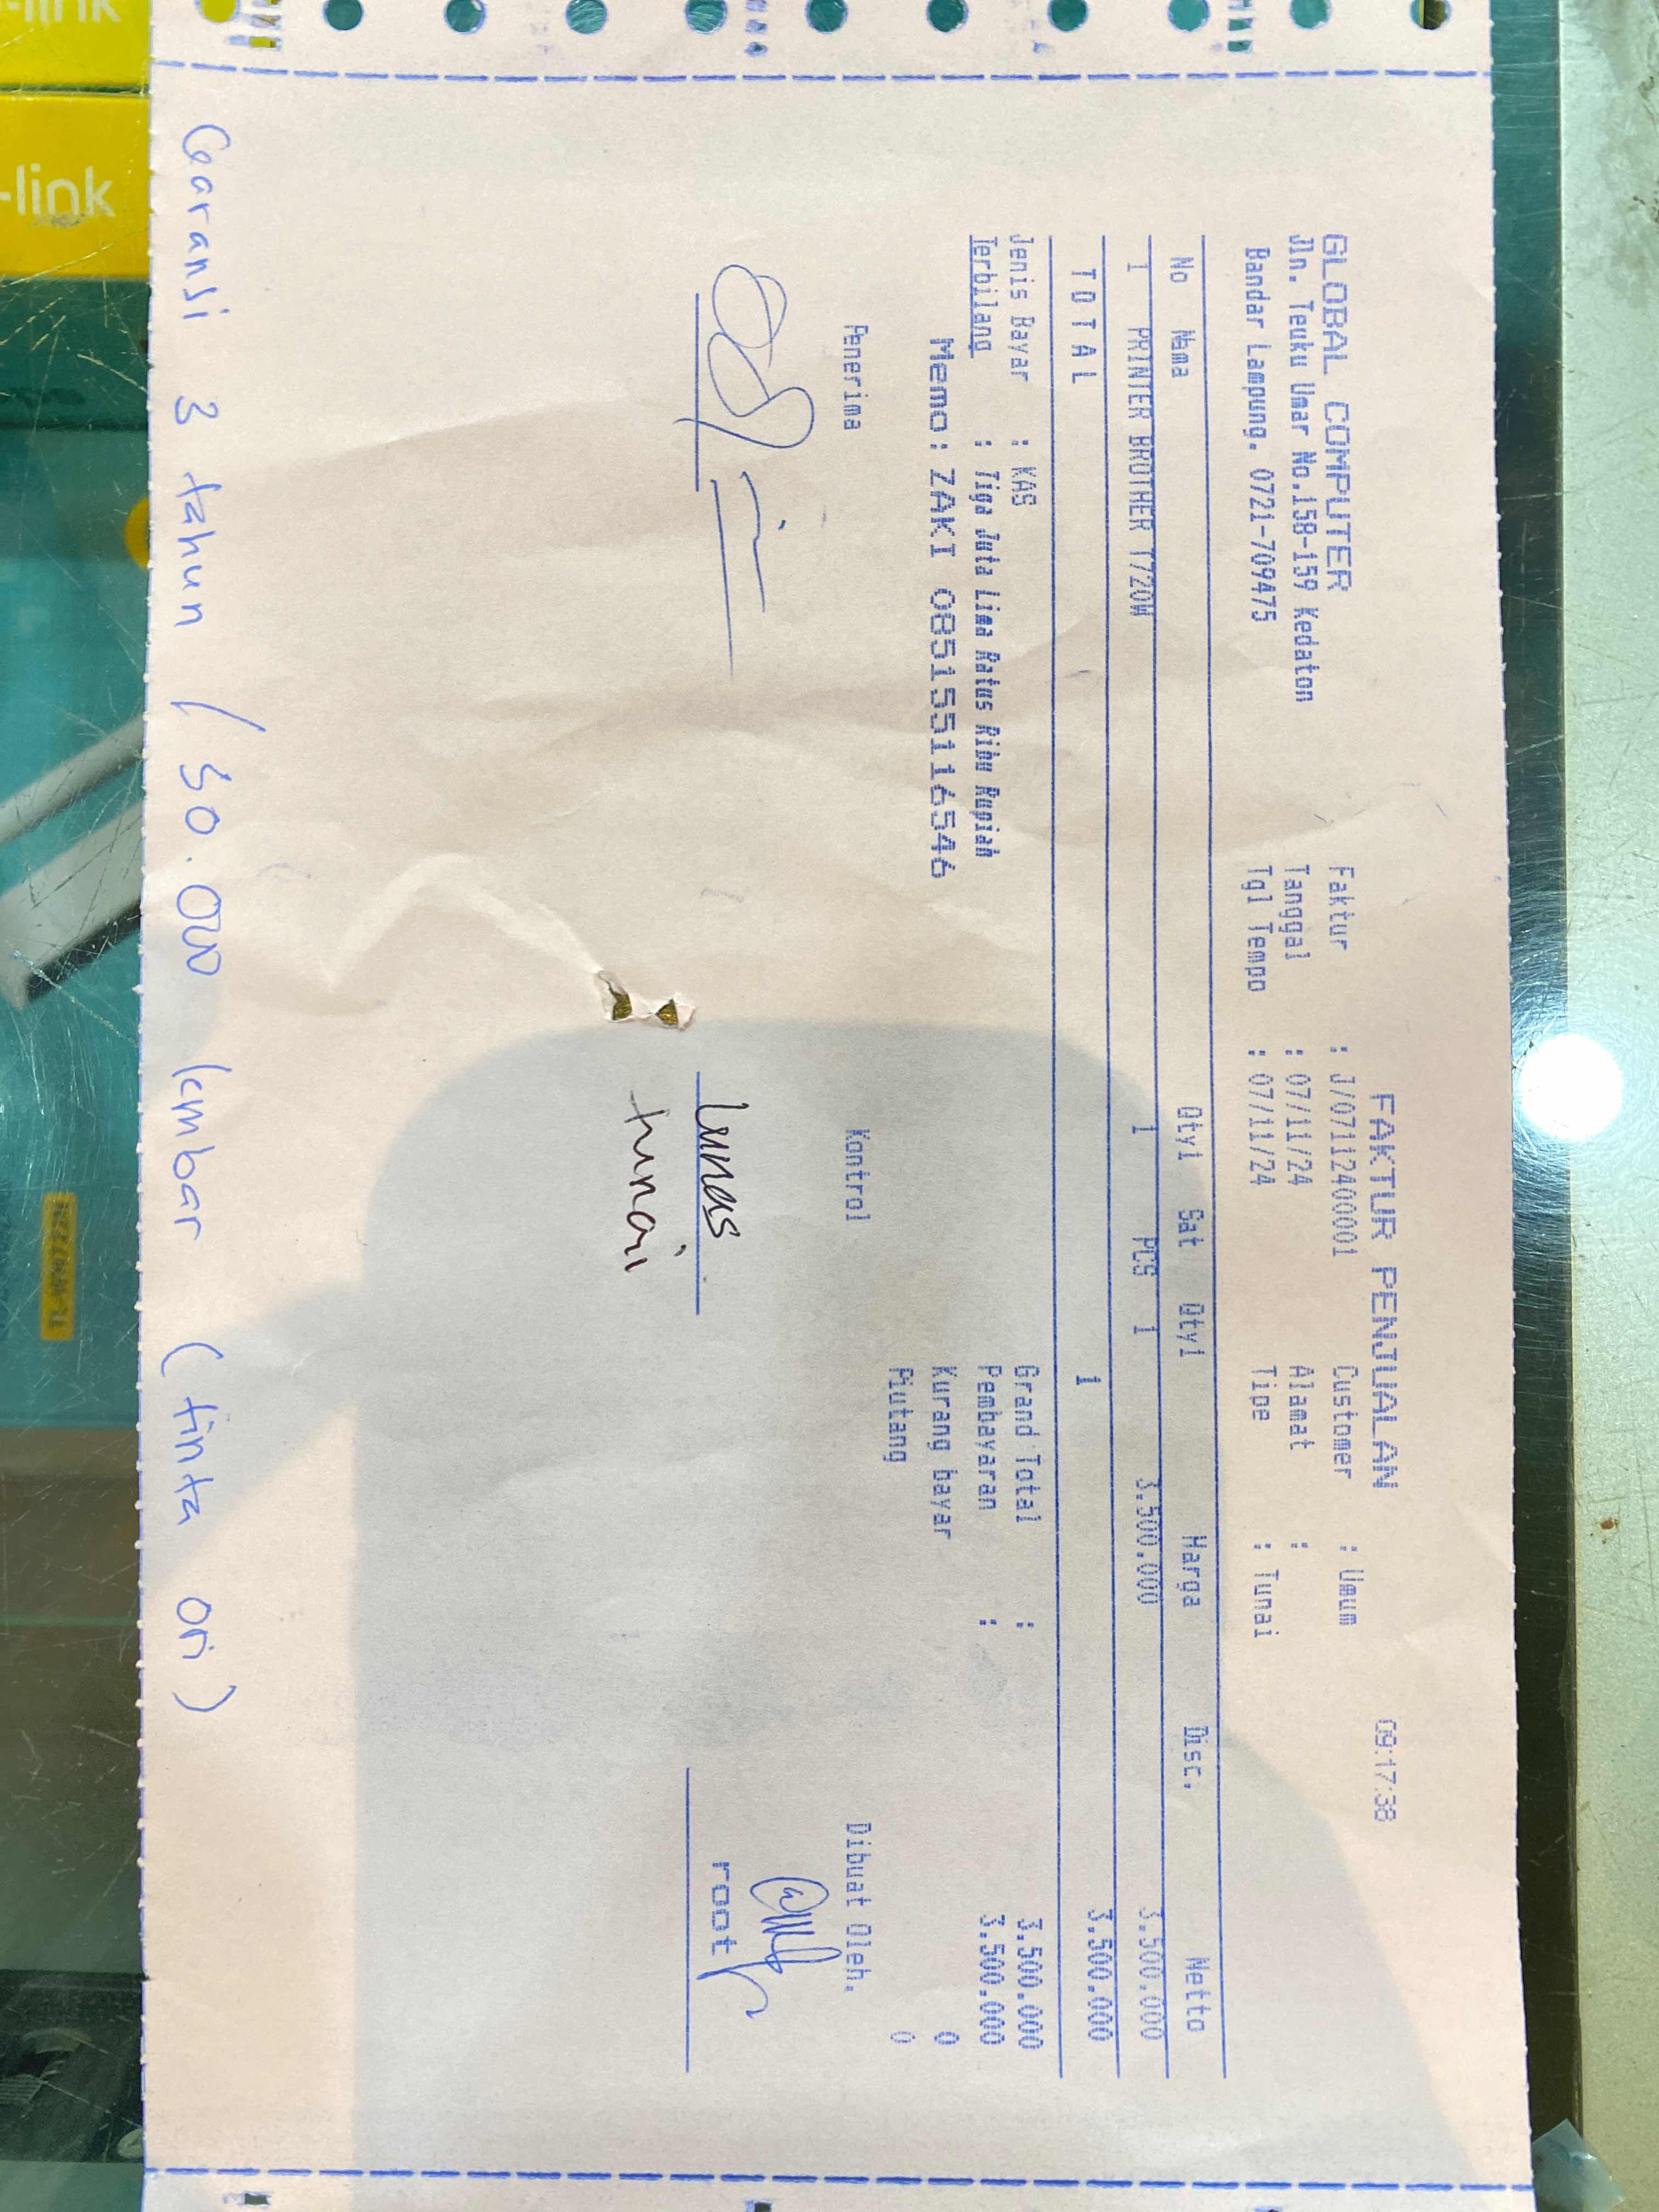 FAKTUR PENJUALAN 09:17:38
GLOBAL COMPUTER
Jln. Teuku Umar No.158-159 Kedaton
Bandar Lampung. 0721-709475
Faktur : J/0711240001
Tanggal : 07/11/24
Tgl Tempo : 07/11/24
Customer : Umum
Alamat :
Tipe : Tunai
No Nama Qty1 Sat Qty1 Harga Disc. Netto
1 PRINTER BROTHER T720W 1 PCS 1 3.500.000 3.500.000
T O T A L 1 3.500.000
Jenis Bayar : KAS
Terbilang : Tiga Juta Lima Ratus Ribu Rupiah
Memo: ZAKI 085155116546
Grand Total : 3.500.000
Pembayaran : 3.500.000
Kurang bayar 0
Piutang 0
Penerima Kontrol Dibuat Oleh,
root
lunas
tunai
Garansi 3 tahun / 30.000 lembar (tinta ori)
-link
-link